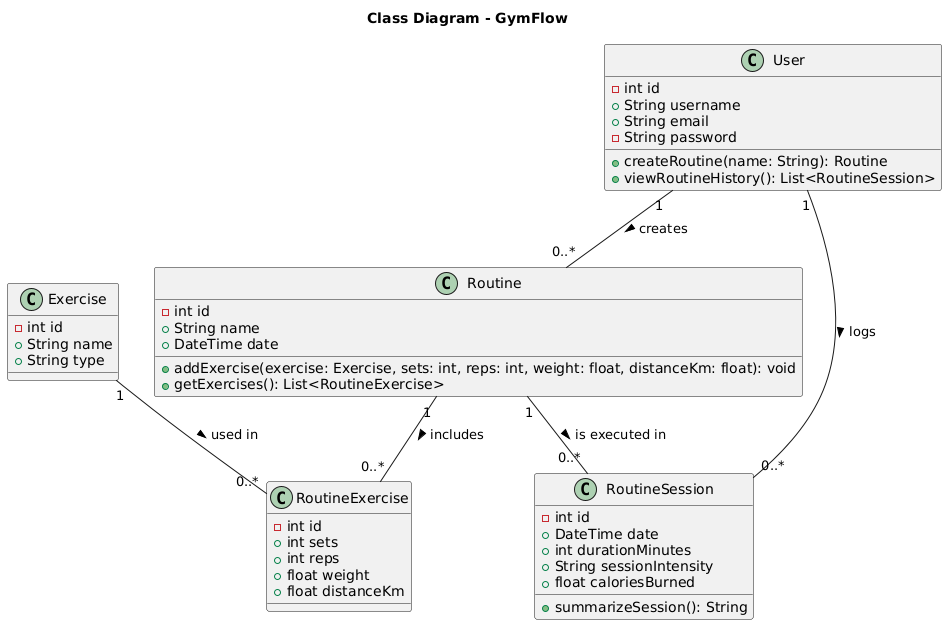 Class Diagram - GymFlow
C User
int id
String username
String email
String password
createRoutine(name: String): Routine
viewRoutineHistory(): List<RoutineSession>
1
1
creates
0..*
logs
C Exercise
int id
String name
String type
C Routine
int id
String name
DateTime date
addExercise(exercise: Exercise, sets: int, reps: int, weight: float, distanceKm: float): void
getExercises(): List<RoutineExercise>
1
1
1
used in
includes
is executed in
0..*
0..*
0..*
0..*
C RoutineExercise
int id
int sets
int reps
float weight
float distanceKm
C RoutineSession
int id
DateTime date
int durationMinutes
String sessionIntensity
float caloriesBurned
summarizeSession(): String